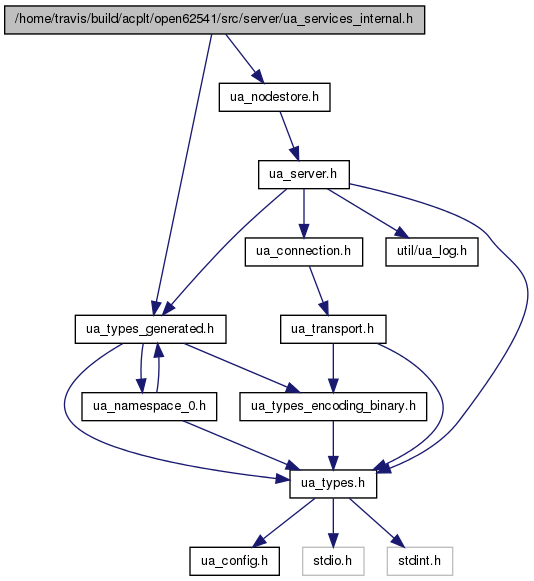 /home/travis/build/acplt/open62541/src/server/ua_services_internal.h
ua_nodestore.h
ua_server.h
ua_connection.h
util/ua_log.h
ua_types_generated.h
ua_transport.h
ua_namespace_0.h
ua_types_encoding_binary.h
ua_types.h
ua_config.h
stdio.h
stdint.h